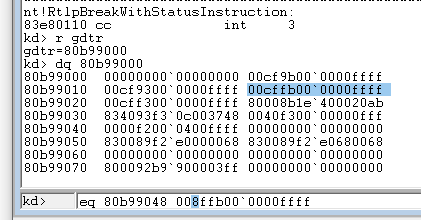 nt!RtlpBreakWithStatusInstruction:
83e80110 cc int 3
kd> r gdtr
gdtr=80b99000
kd> dq 80b99000
80b99000 00000000`00000000 00cf9b00`0000ffff
80b99010 00cf9300`0000ffff 00cffb00`0000ffff
80b99020 00cff300`0000ffff 80008b1e`400020ab
80b99030 834093f3`0c003748 0040f300`00000000
80b99040 0000f200`0400ffff 00000000`00000000
80b99050 830089f2`e0000068 830089f2`e0680068
80b99060 00000000`00000000 00000000`00000000
80b99070 800092b9`900003ff 00000000`00000000
kd> eq 80b99048 008ffb00`0000ffff